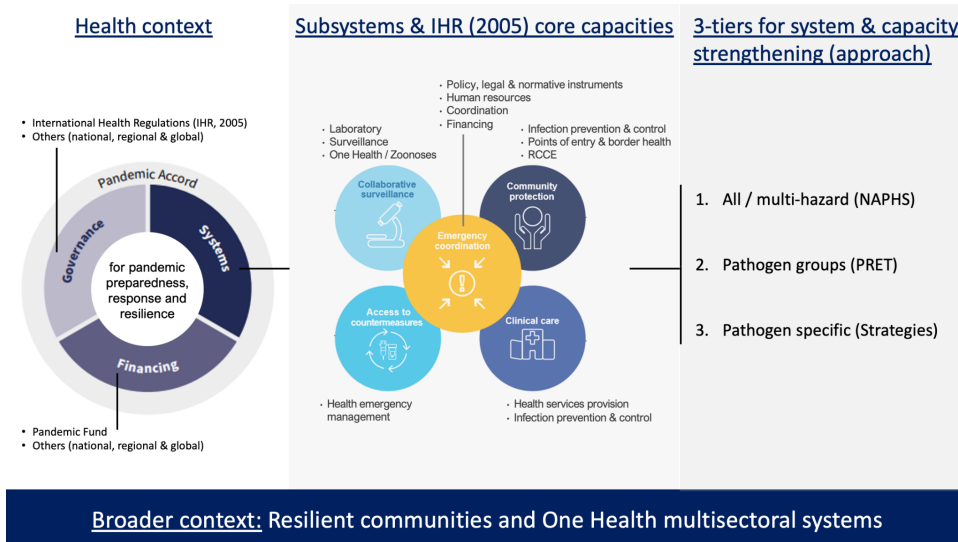 Health context
• International Health Regulations (IHR, 2005)
• Others (national, regional & global)
Pandemic Accord
Governance
Systems
Financing
for pandemic
preparedness,
response and
resilience
• Pandemic Fund
• Others (national, regional & global)
Subsystems & IHR (2005) core capacities
• Policy, legal & normative instruments
• Human resources
• Coordination
• Financing
• Laboratory
• Surveillance
• One Health / Zoonoses
• Infection prevention & control
• Points of entry & border health
• RCCE
Collaborative
surveillance
Community
protection
Emergency
coordination
Access to
countermeasures
Clinical care
• Health emergency
management
• Health services provision
• Infection prevention & control
3-tiers for system & capacity
strengthening (approach)
1. All / multi-hazard (NAPHS)
2. Pathogen groups (PRET)
3. Pathogen specific (Strategies)
Broader context: Resilient communities and One Health multisectoral systems